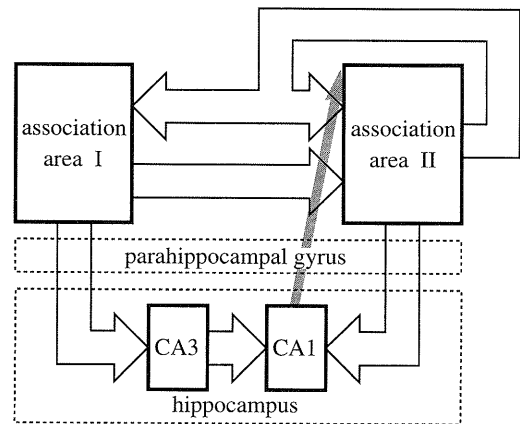 association
area I
association
area II
parahippocampal gyrus
CA3
CA1
hippocampus